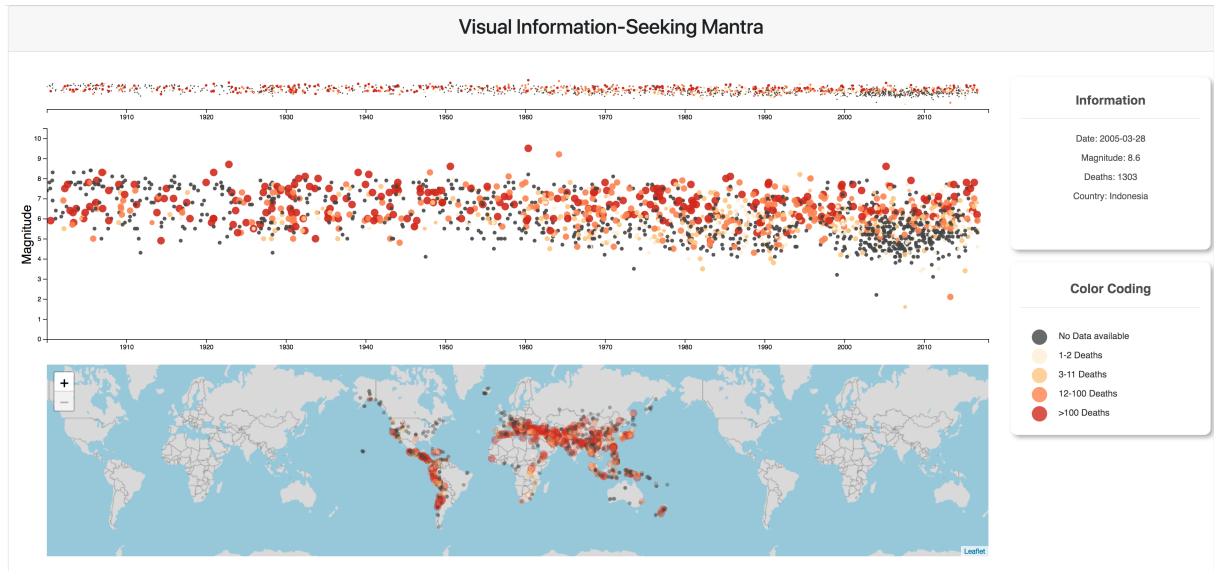 Visual Information-Seeking Mantra
1910 1920 1930 1940 1950 1960 1970 1980 1990 2000 2010
Magnitude
10
9
8
7
6
5
4
3
2
1
0
1910 1920 1930 1940 1950 1960 1970 1980 1990 2000 2010
+
−
Leaflet
Information
Date: 2005-03-28
Magnitude: 8.6
Deaths: 1303
Country: Indonesia
Color Coding
No Data available
1-2 Deaths
3-11 Deaths
12-100 Deaths
>100 Deaths